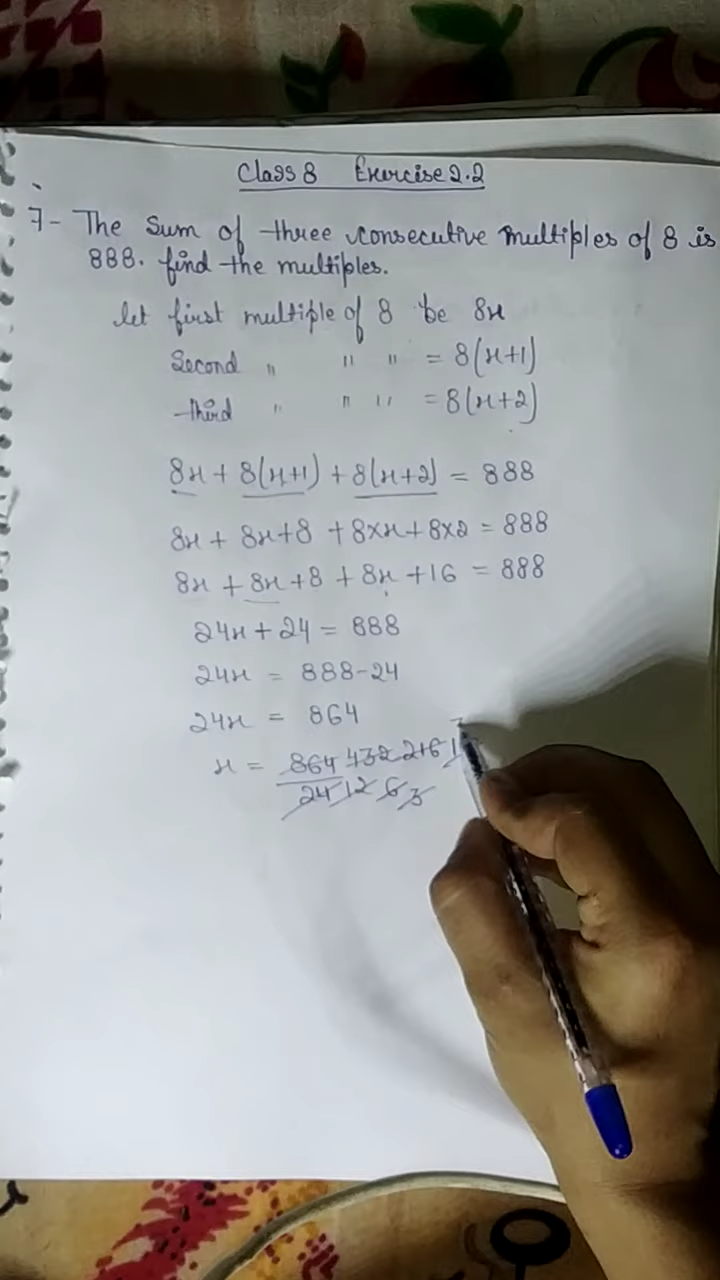 Class 8 Exercise 2.2
7- The Sum of three consecutive multiples of 8 is
888. find the multiples.
let first multiple of 8 be 8x
Second " " " = 8(x+1)
third " " " = 8(x+2)
8x + 8(x+1) + 8(x+2) = 888
8x + 8x+8 + 8×x+8×2 = 888
8x + 8x+8 + 8x +16 = 888
24x + 24 = 888
24x = 888-24
24x = 864
x = 864 432 216 1
24 12 6 3